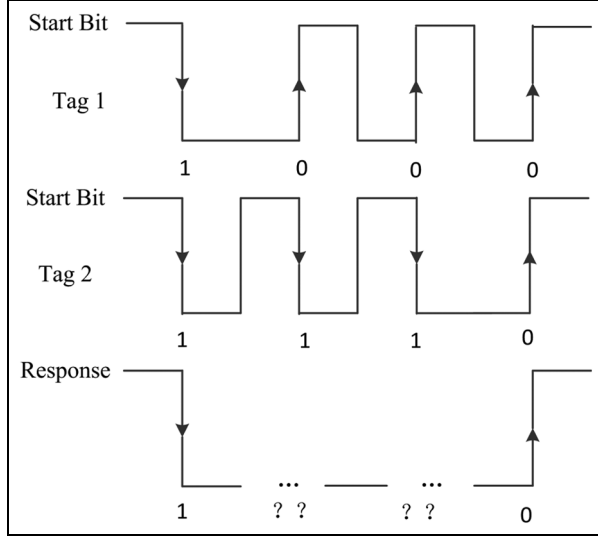 Start Bit
Tag 1
1 0 0 0
Start Bit
Tag 2
1 1 1 0
Response
... ...
1 ? ? ? ? 0